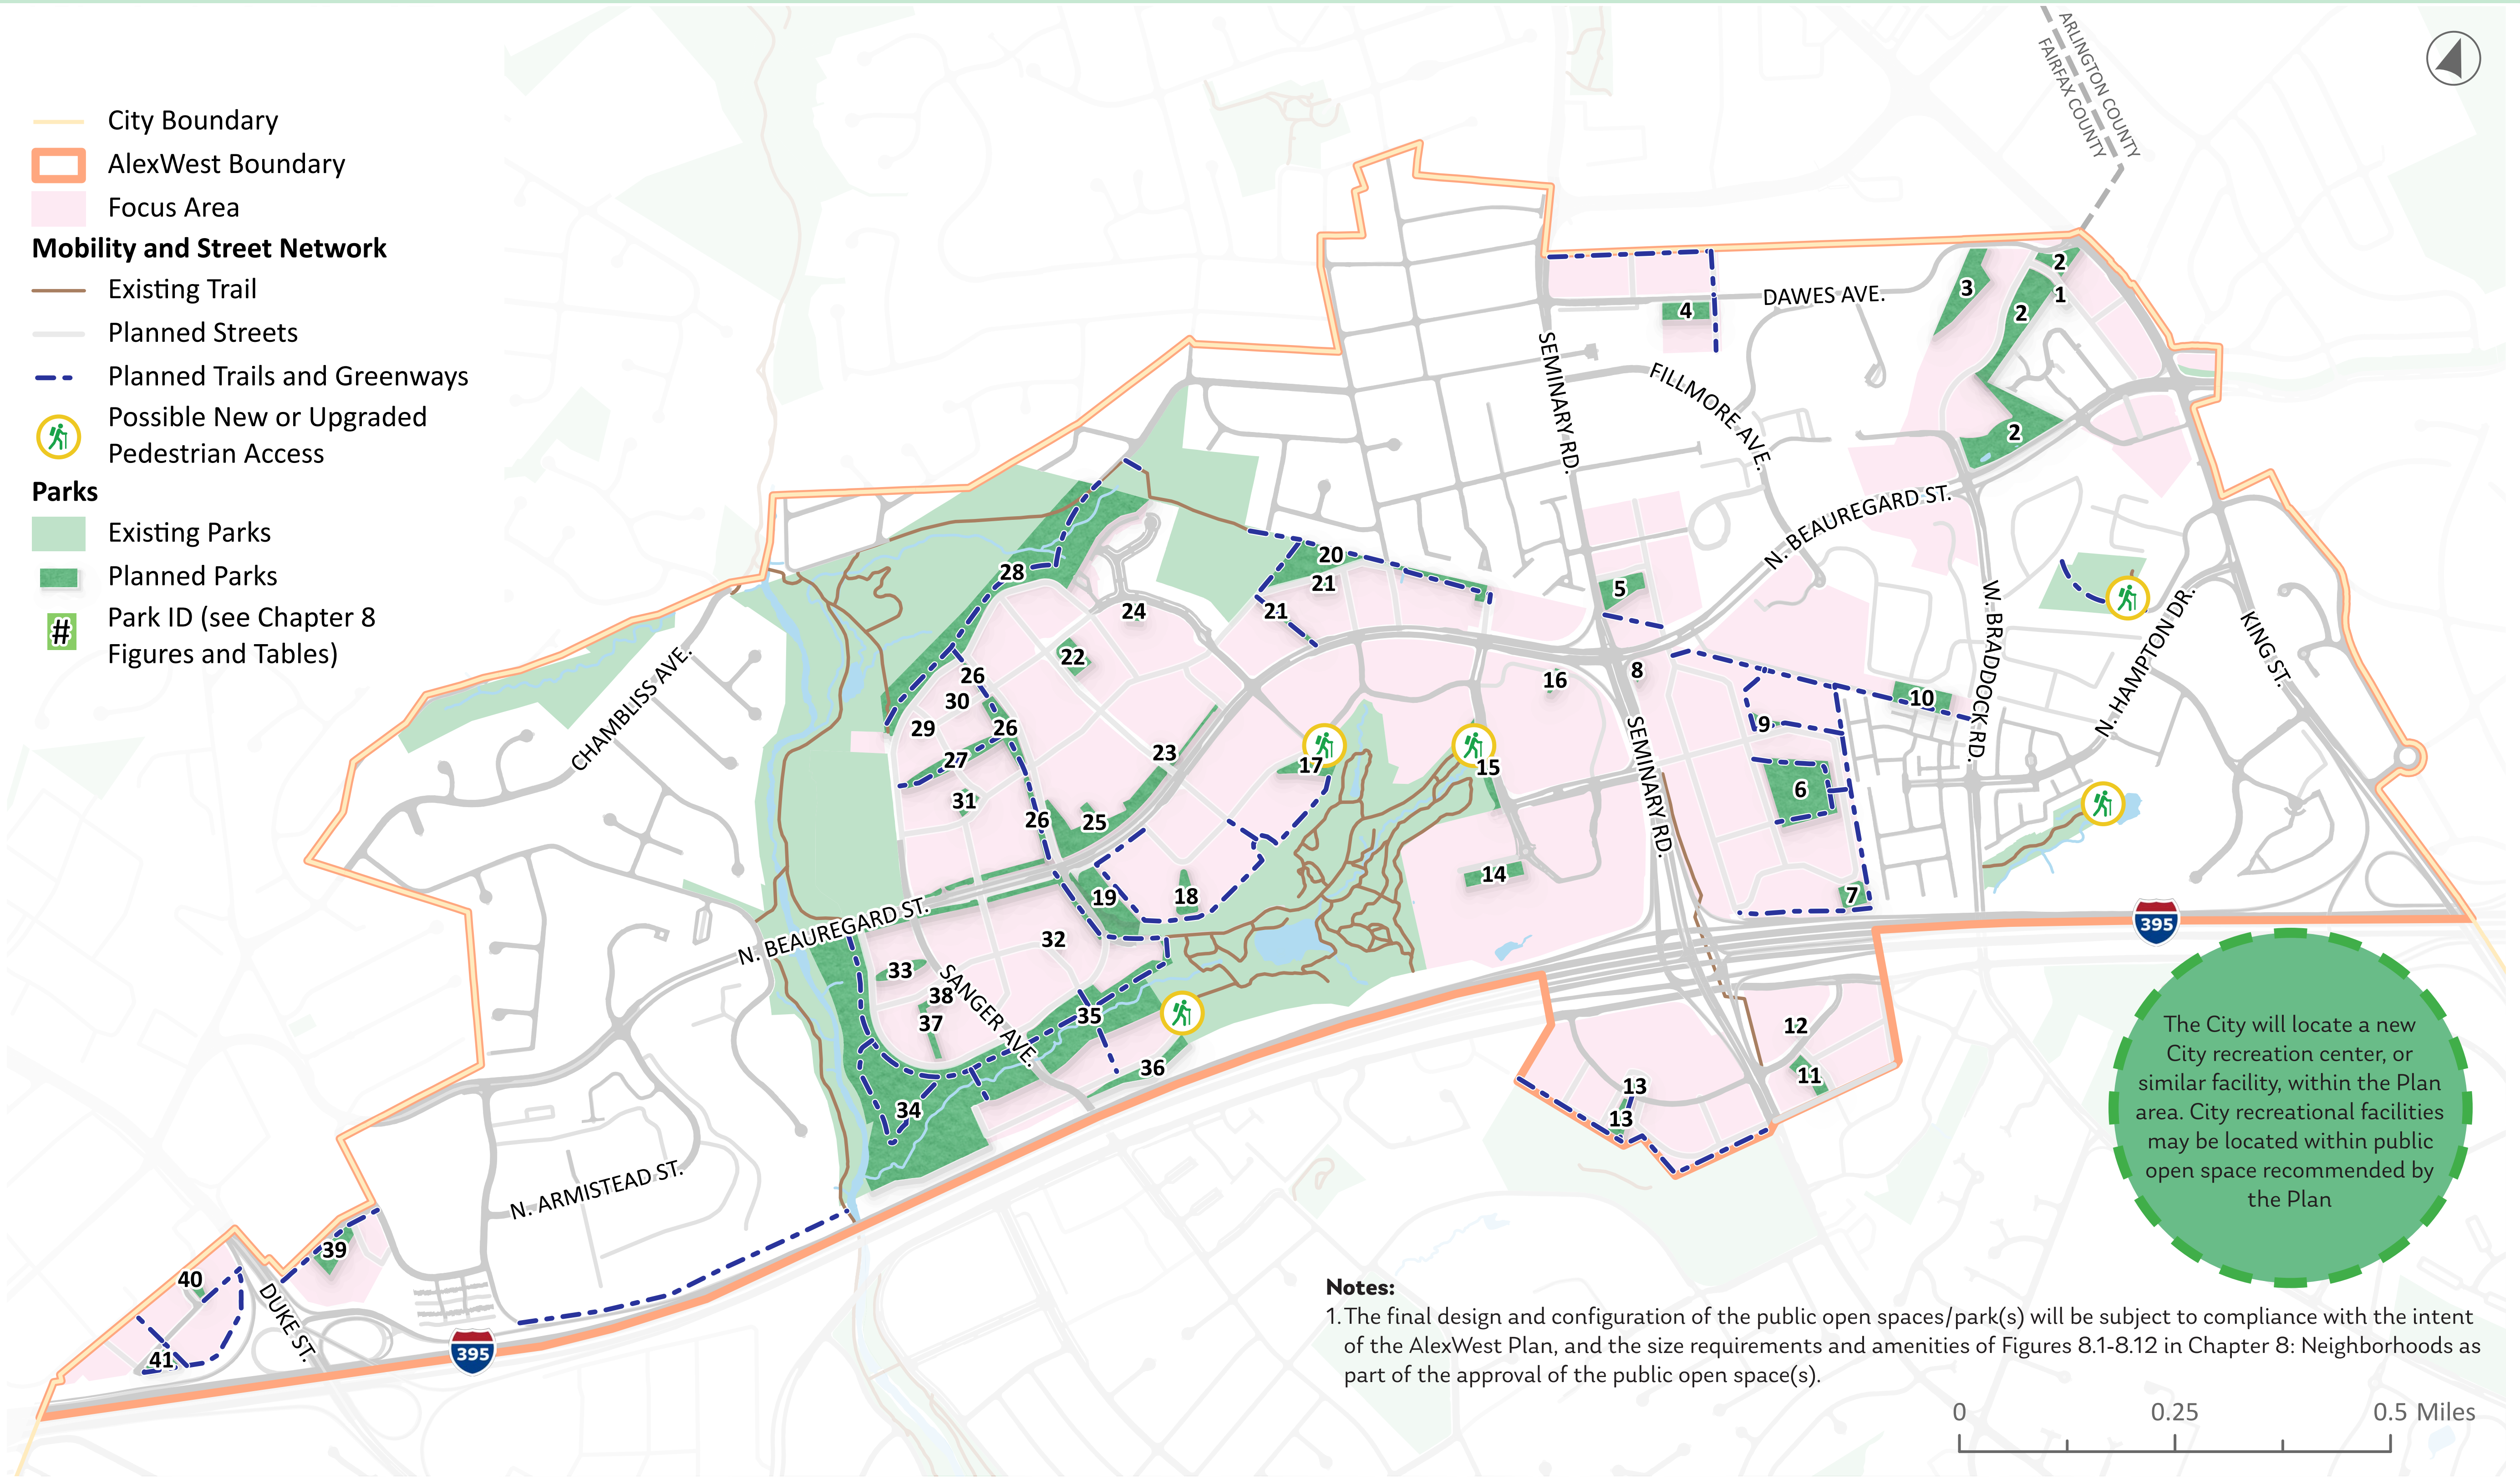 City Boundary
AlexWest Boundary
Focus Area
Mobility and Street Network
Existing Trail
Planned Streets
Planned Trails and Greenways
Possible New or Upgraded
Pedestrian Access
Parks
Existing Parks
Planned Parks
# Park ID (see Chapter 8
Figures and Tables)
ARLINGTON COUNTY
FAIRFAX COUNTY
2
3
1
2
DAWES AVE.
4
SEMINARY RD.
FILLMORE AVE.
2
N. BEAUREGARD ST.
20
28
21
5
24
21
W. BRADDOCK RD.
N. HAMPTON DR.
KING ST.
CHAMBLISS AVE.
22
8
26
16
30
10
29
26
9
SEMINARY RD.
23
27
17
15
31
6
26
25
14
19
18
7
N. BEAUREGARD ST.
395
32
33
SANGER AVE.
38
37
35
12
36
11
13
34
13
N. ARMISTEAD ST.
39
40
DUKE ST.
41
395
The City will locate a new
City recreation center, or
similar facility, within the Plan
area. City recreational facilities
may be located within public
open space recommended by
the Plan
Notes:
1. The final design and configuration of the public open spaces/park(s) will be subject to compliance with the intent
of the AlexWest Plan, and the size requirements and amenities of Figures 8.1-8.12 in Chapter 8: Neighborhoods as
part of the approval of the public open space(s).
0 0.25 0.5 Miles